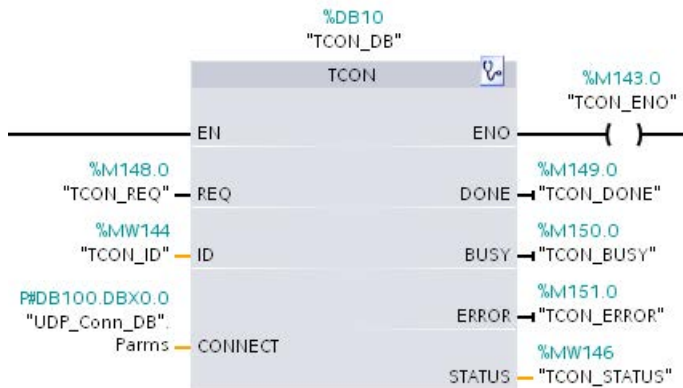 %DB10
"TCON_DB"
TCON
%M143.0
"TCON_ENO"
EN
ENO
%M148.0
"TCON_REQ"
REQ
%M149.0
DONE
"TCON_DONE"
%MW144
"TCON_ID"
ID
%M150.0
BUSY
"TCON_BUSY"
P#DB100.DBX0.0
"UDP_Conn_DB".
Parms
CONNECT
%M151.0
ERROR
"TCON_ERROR"
%MW146
STATUS
"TCON_STATUS"